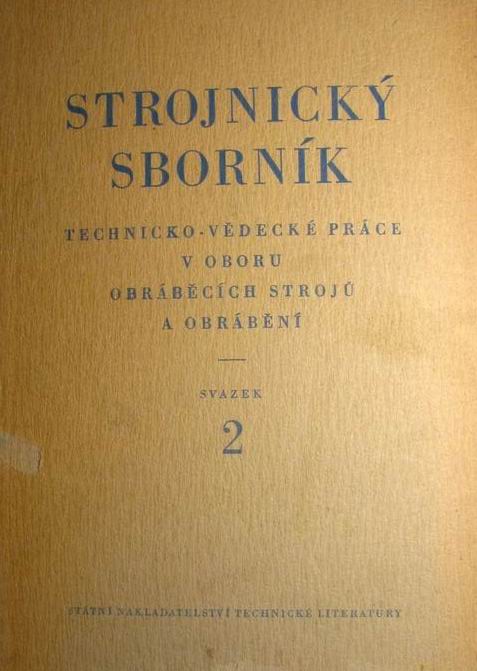 STROJNICKÝ
SBORNÍK
TECHNICKO-VĚDECKÉ PRÁCE
V OBORU
OBRÁBĚCÍCH STROJŮ
A OBRÁBĚNÍ
SVAZEK
2
STÁTNÍ NAKLADATELSTVÍ TECHNICKÉ LITERATURY